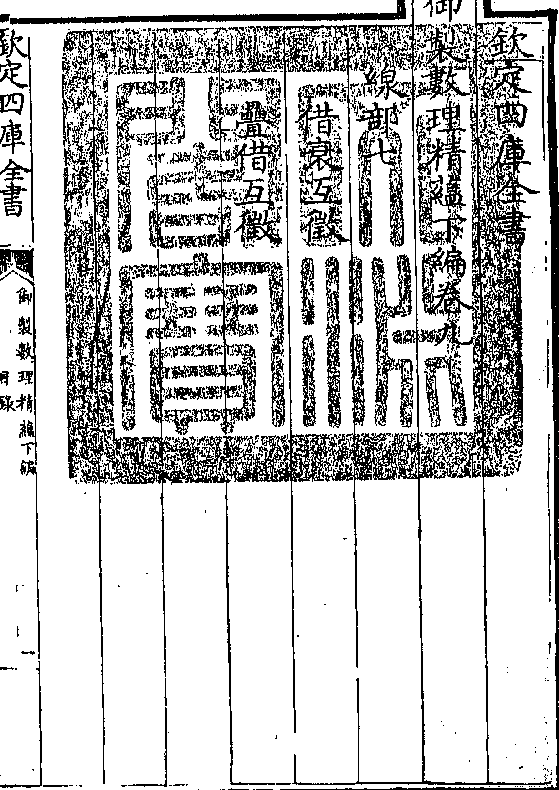 欽定四庫全書
御製數理精蘊下編卷九
線部七
借衰互徵
疊借互徵
欽定四庫全書
御製數理精蘊下編
目錄
一